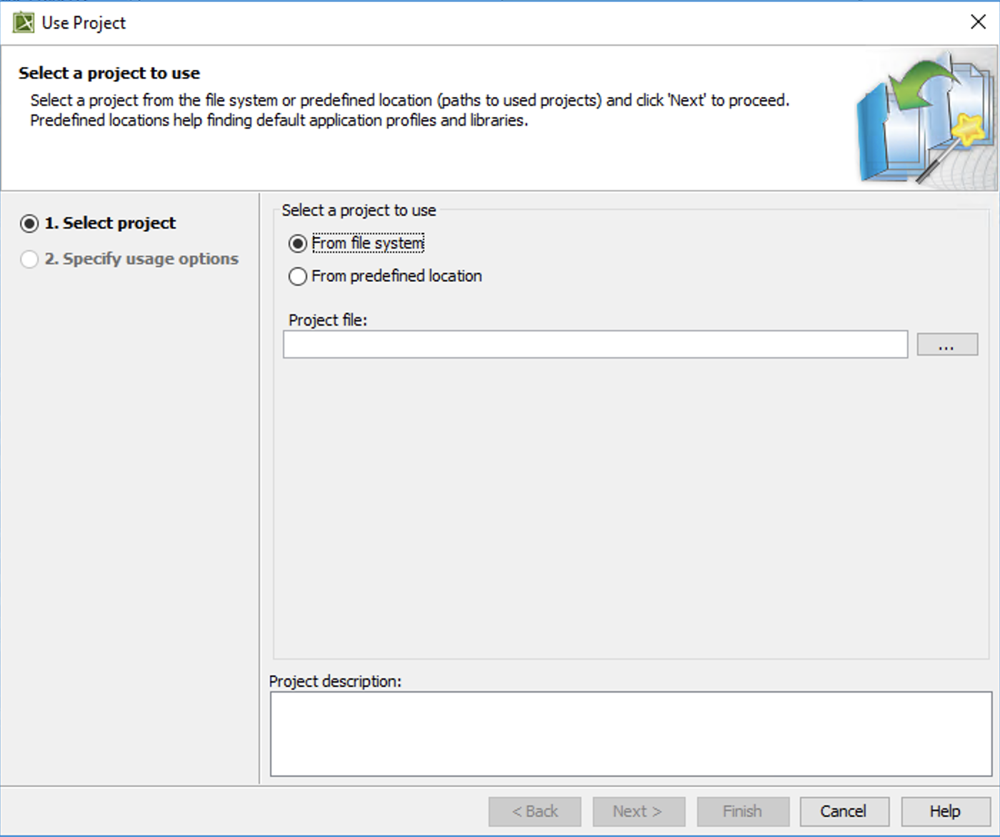 Use Project
Select a project to use
Select a project from the file system or predefined location (paths to used projects) and click 'Next' to proceed.
Predefined locations help finding default application profiles and libraries.
1. Select project
2. Specify usage options
Select a project to use
From file system
From predefined location
Project file:
...
Project description:
< Back
Next >
Finish
Cancel
Help